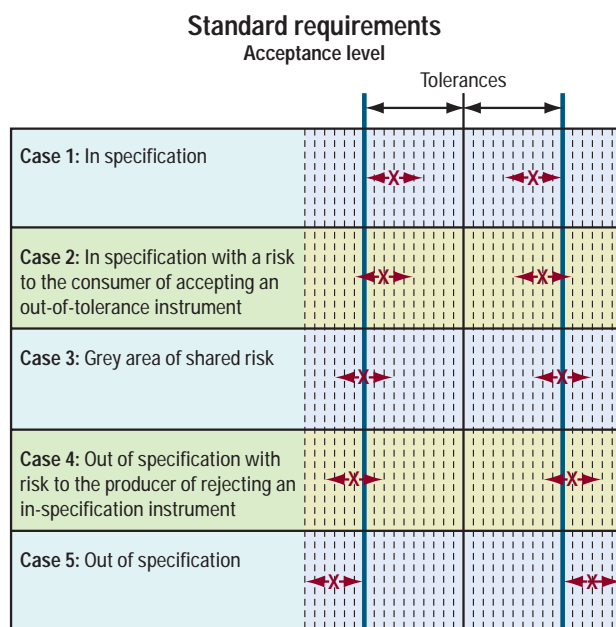 Standard requirements
Acceptance level
Tolerances
Case 1: In specification
X X
Case 2: In specification with a risk
to the consumer of accepting an
out-of-tolerance instrument
X X
Case 3: Grey area of shared risk
X X
Case 4: Out of specification with
risk to the producer of rejecting an
in-specification instrument
X X
Case 5: Out of specification
X X